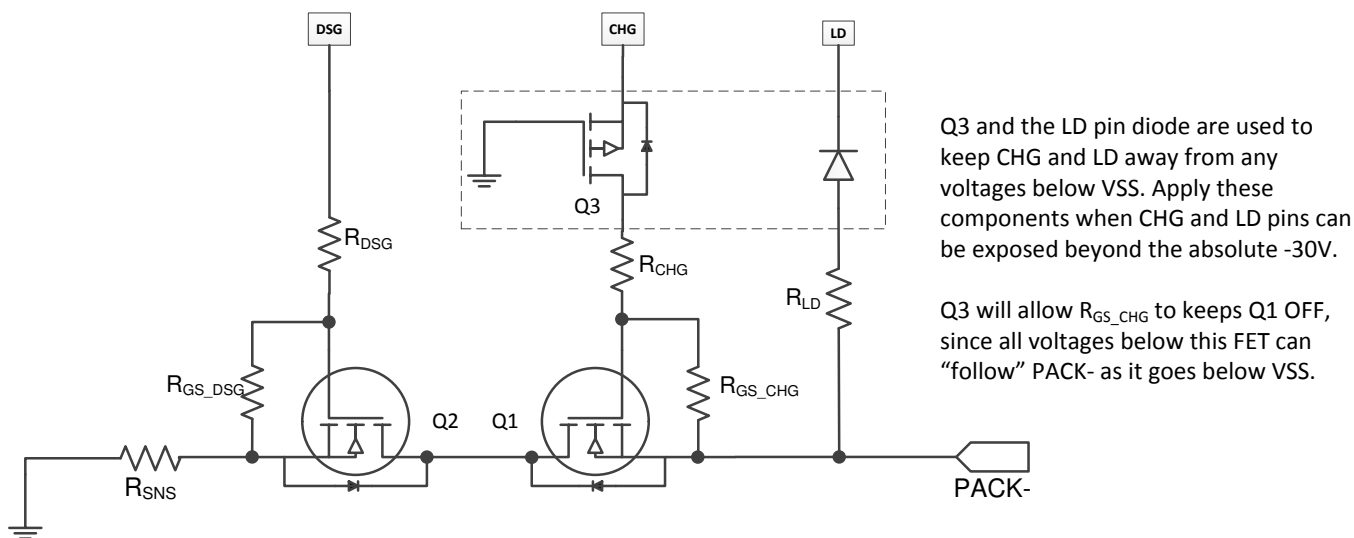 DSG
CHG
LD
Q3 and the LD pin diode are used to
keep CHG and LD away from any
voltages below VSS. Apply these
components when CHG and LD pins can
be exposed beyond the absolute -30V.
Q3 will allow RGS_CHG to keeps Q1 OFF,
since all voltages below this FET can
“follow” PACK- as it goes below VSS.
Q3
RDSG
RCHG
RLD
RGS_DSG
RGS_CHG
Q2
Q1
RSNS
PACK-